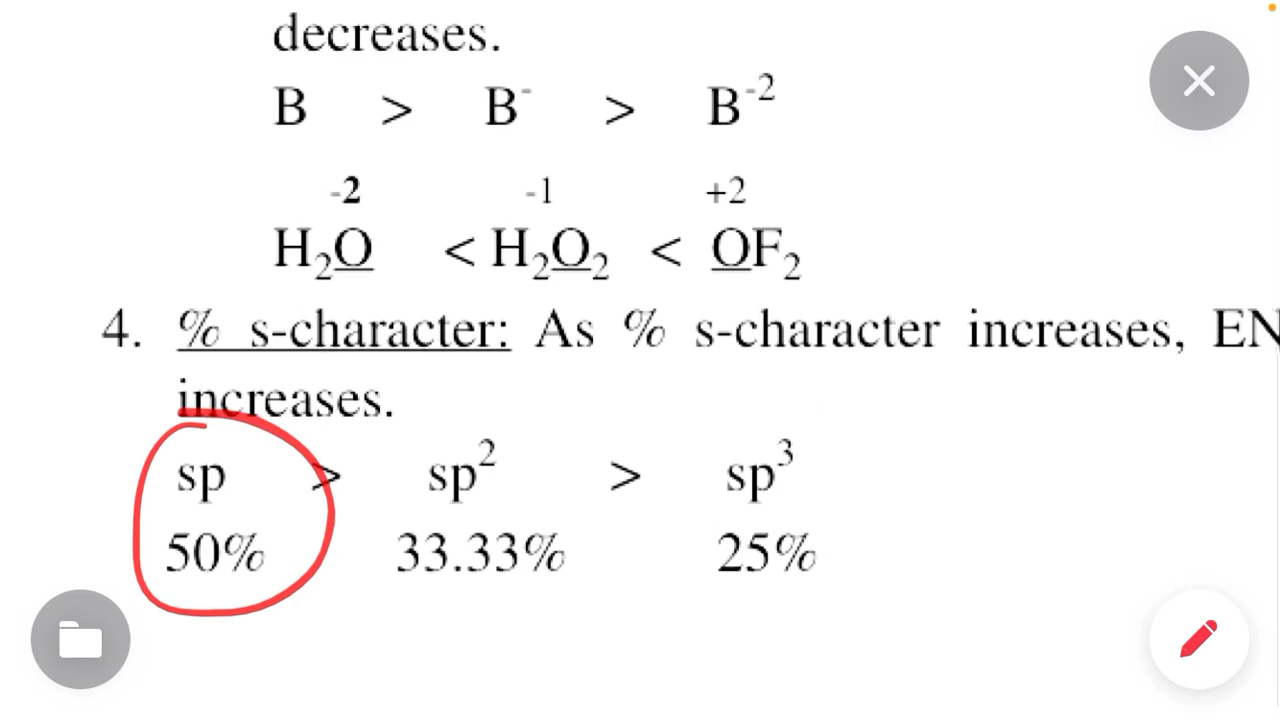 decreases.
B > B⁻ > B⁻²
-2 -1 +2
H₂O < H₂O₂ < OF₂
4. % s-character: As % s-character increases, EN
increases.
sp > sp² > sp³
50% 33.33% 25%